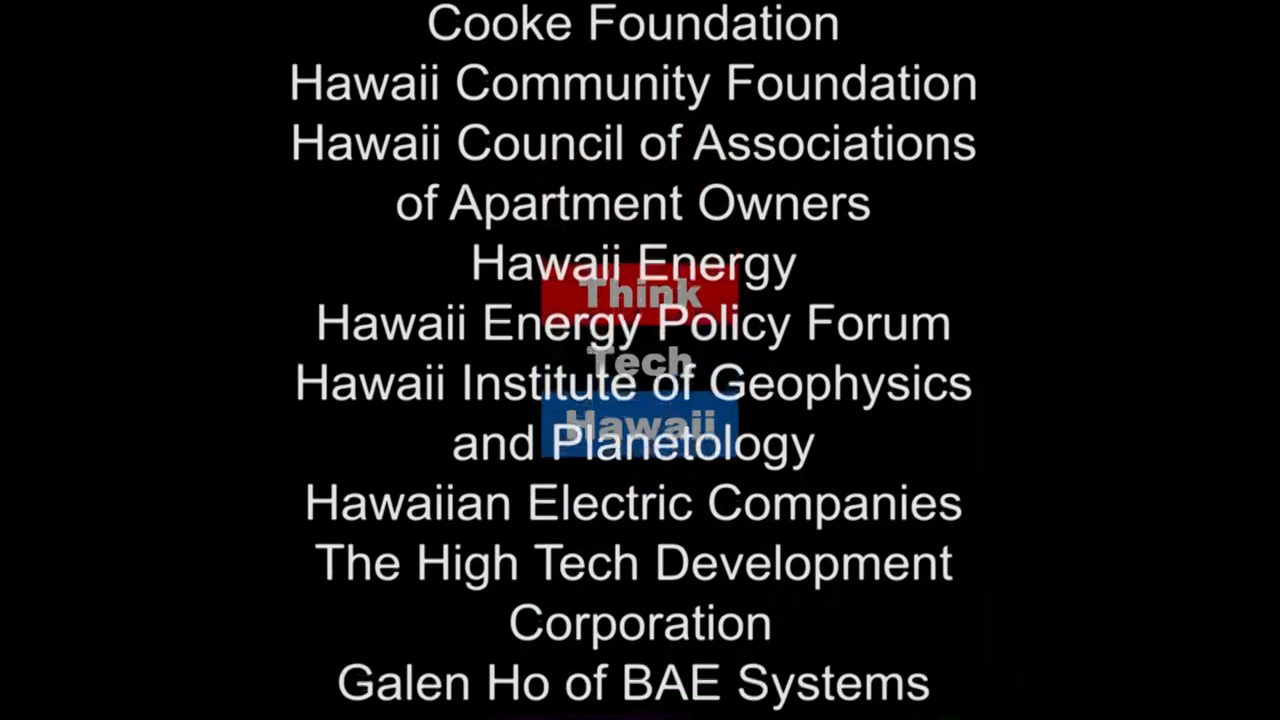 Cooke Foundation
Hawaii Community Foundation
Hawaii Council of Associations
of Apartment Owners
Hawaii Energy
Think
Hawaii Energy Policy Forum
Tech
Hawaii Institute of Geophysics
Hawaii
and Planetology
Hawaiian Electric Companies
The High Tech Development
Corporation
Galen Ho of BAE Systems